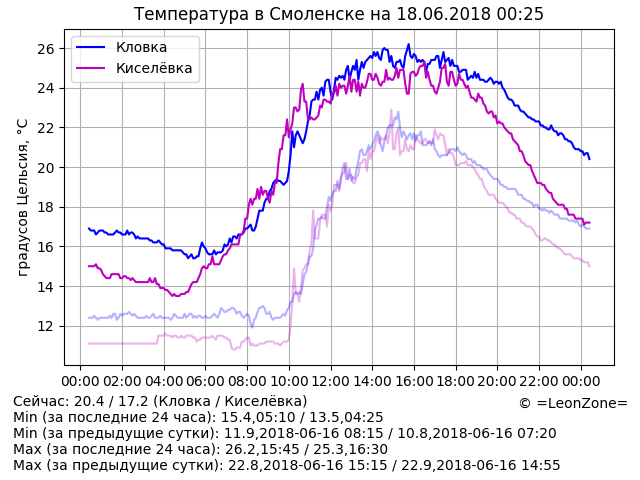 Температура в Смоленске на 18.06.2018 00:25
Кловка
Киселёвка
градусов Цельсия, °C
26
24
22
20
18
16
14
12
00:00 02:00 04:00 06:00 08:00 10:00 12:00 14:00 16:00 18:00 20:00 22:00 00:00
Сейчас: 20.4 / 17.2 (Кловка / Киселёвка)
© =LeonZone=
Min (за последние 24 часа): 15.4,05:10 / 13.5,04:25
Min (за предыдущие сутки): 11.9,2018-06-16 08:15 / 10.8,2018-06-16 07:20
Max (за последние 24 часа): 26.2,15:45 / 25.3,16:30
Max (за предыдущие сутки): 22.8,2018-06-16 15:15 / 22.9,2018-06-16 14:55